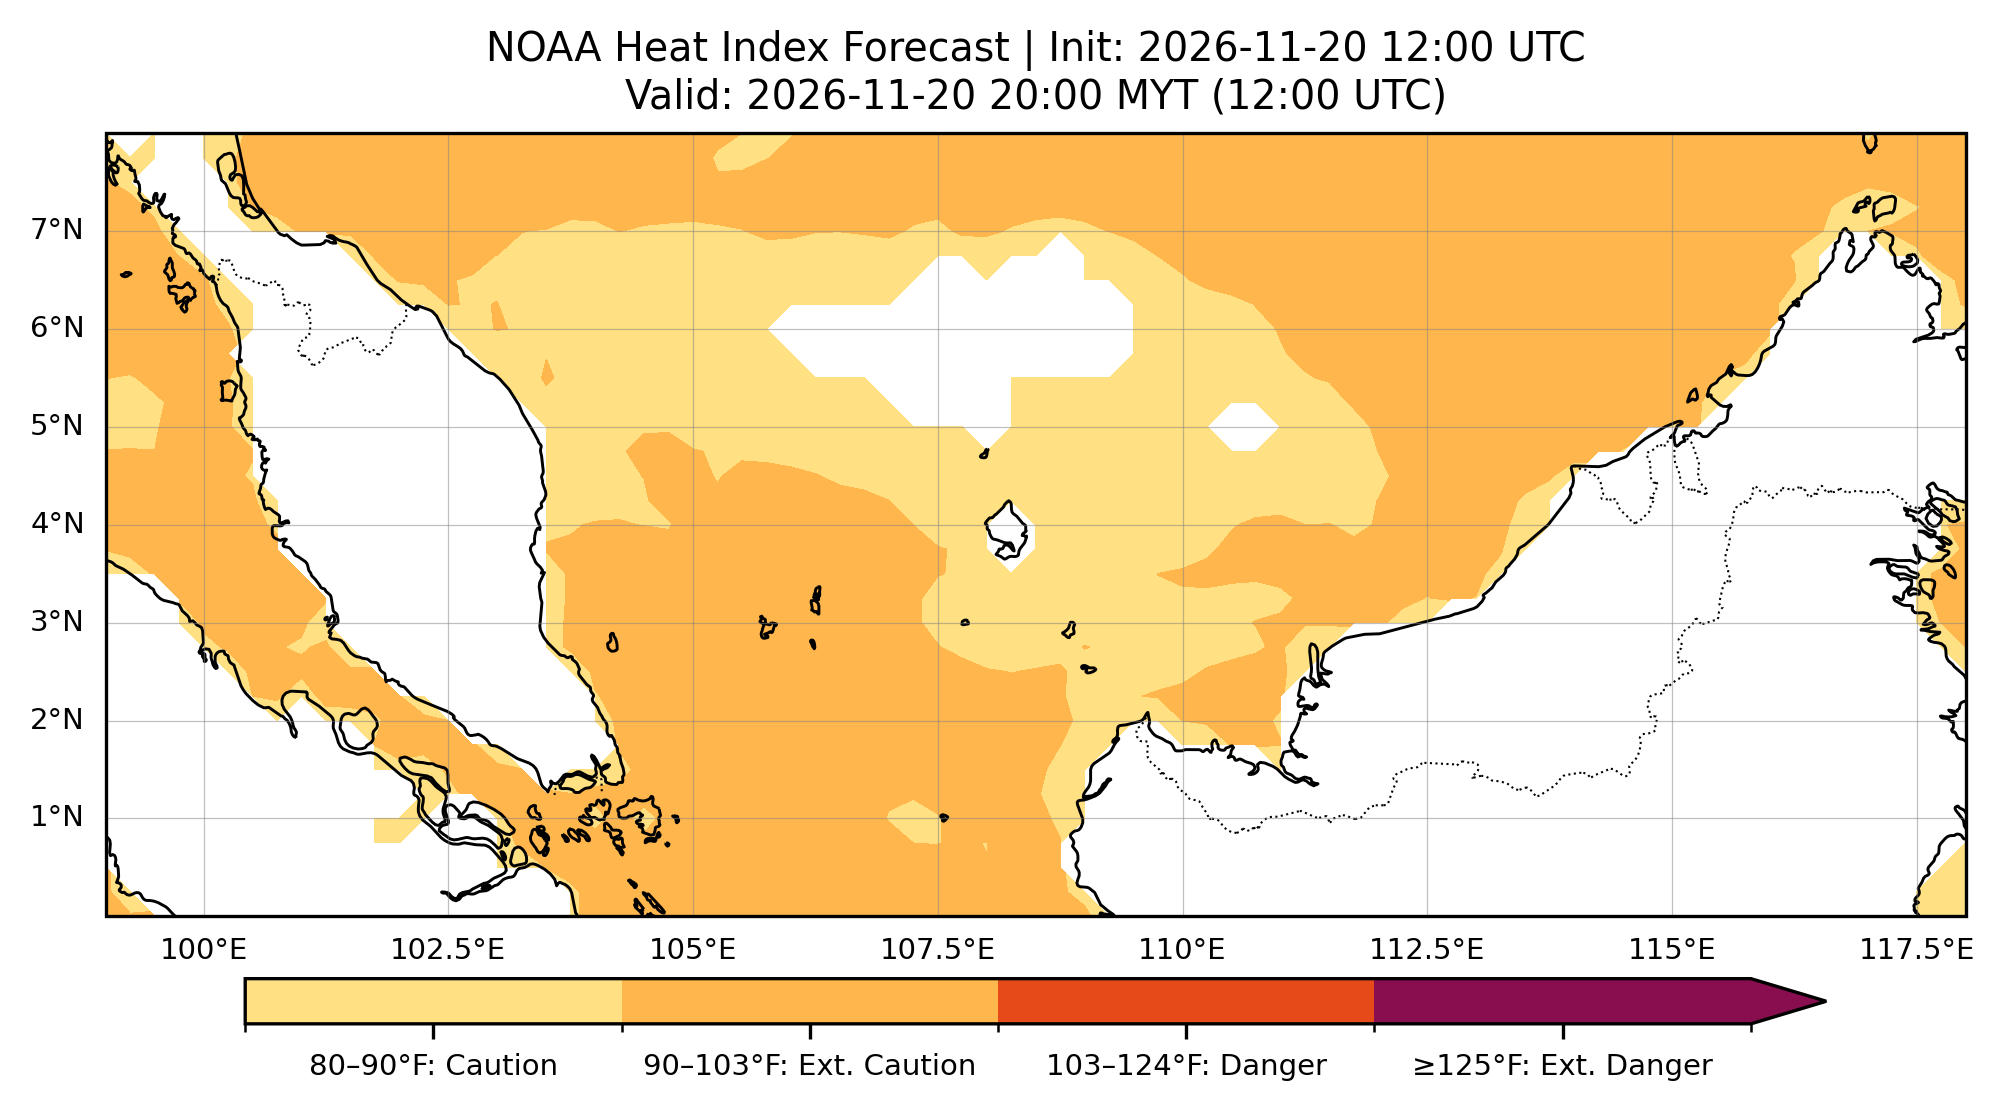 NOAA Heat Index Forecast | Init: 2026-11-20 12:00 UTC
Valid: 2026-11-20 20:00 MYT (12:00 UTC)
7°N
6°N
5°N
4°N
3°N
2°N
1°N
100°E 102.5°E 105°E 107.5°E 110°E 112.5°E 115°E 117.5°E
80–90°F: Caution 90–103°F: Ext. Caution 103–124°F: Danger ≥125°F: Ext. Danger